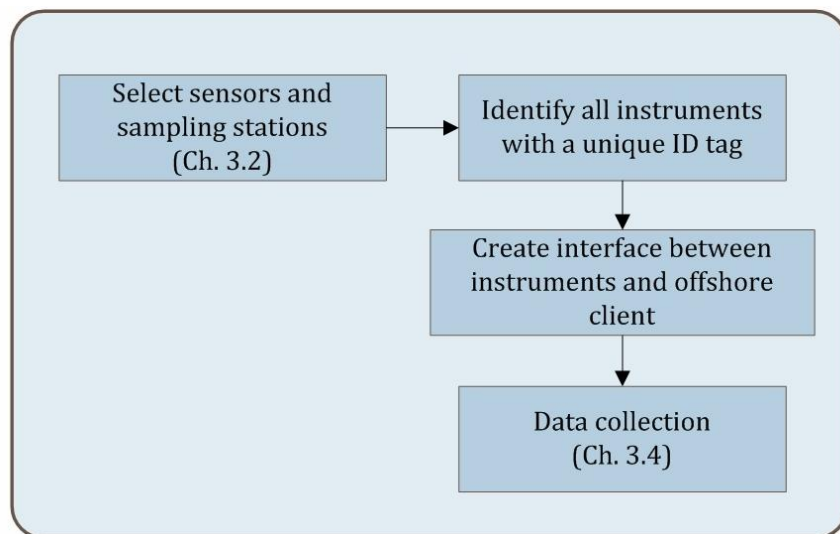 Select sensors and
sampling stations
(Ch. 3.2)
Identify all instruments
with a unique ID tag
Create interface between
instruments and offshore
client
Data collection
(Ch. 3.4)